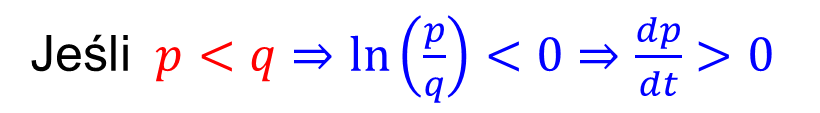 Jeśli p < q ⇒ ln(p/q) < 0 ⇒ dp/dt > 0